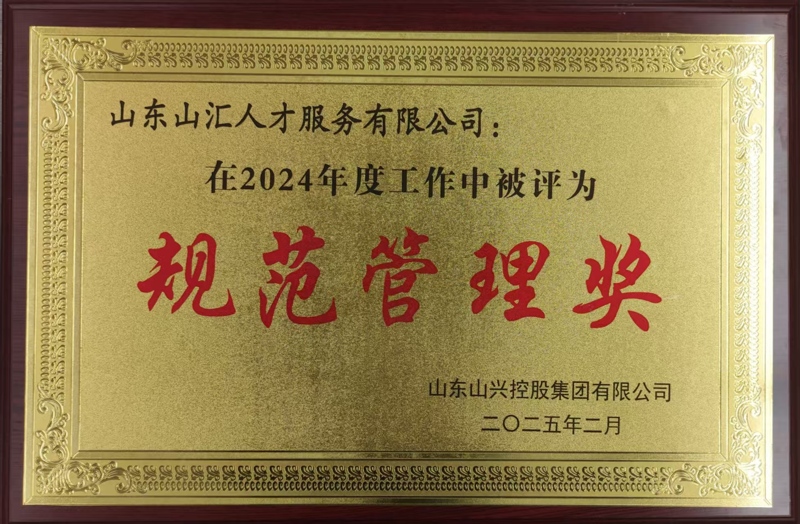 山东山汇人才服务有限公司：
在2024年度工作中被评为
规范管理奖
山东山兴控股集团有限公司
二〇二五年二月